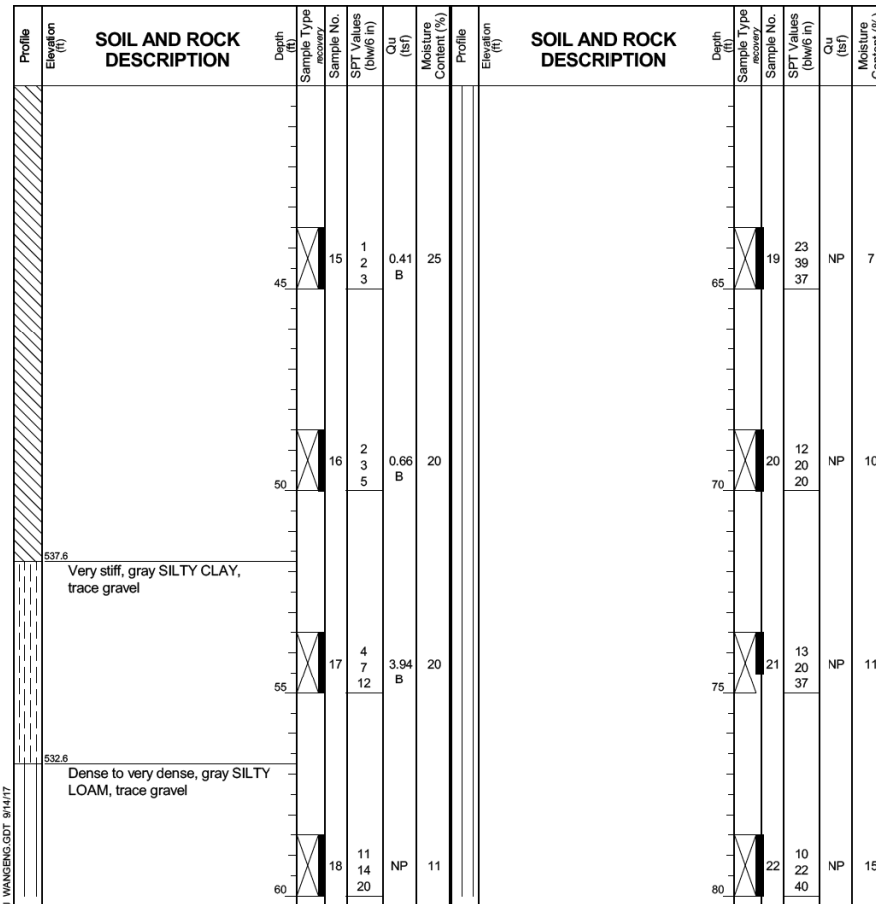 Profile
Elevation
(ft)
SOIL AND ROCK
DESCRIPTION
Depth
(ft)
Sample Type
recovery
Sample No.
SPT Values
(blw/6 in)
Qu
(tsf)
Moisture
Content (%)
45
15
1
2
3
0.41
B
25
50
16
2
3
5
0.66
B
20
537.6
Very stiff, gray SILTY CLAY,
trace gravel
55
17
4
7
12
3.94
B
20
532.6
Dense to very dense, gray SILTY
LOAM, trace gravel
60
18
11
14
20
NP
11
WANGENG.GDT 9/14/17
Profile
Elevation
(ft)
SOIL AND ROCK
DESCRIPTION
Depth
(ft)
Sample Type
recovery
Sample No.
SPT Values
(blw/6 in)
Qu
(tsf)
Moisture
Content (%)
65
19
23
39
37
NP
7
70
20
12
20
20
NP
10
75
21
13
20
37
NP
11
80
22
10
22
40
NP
15